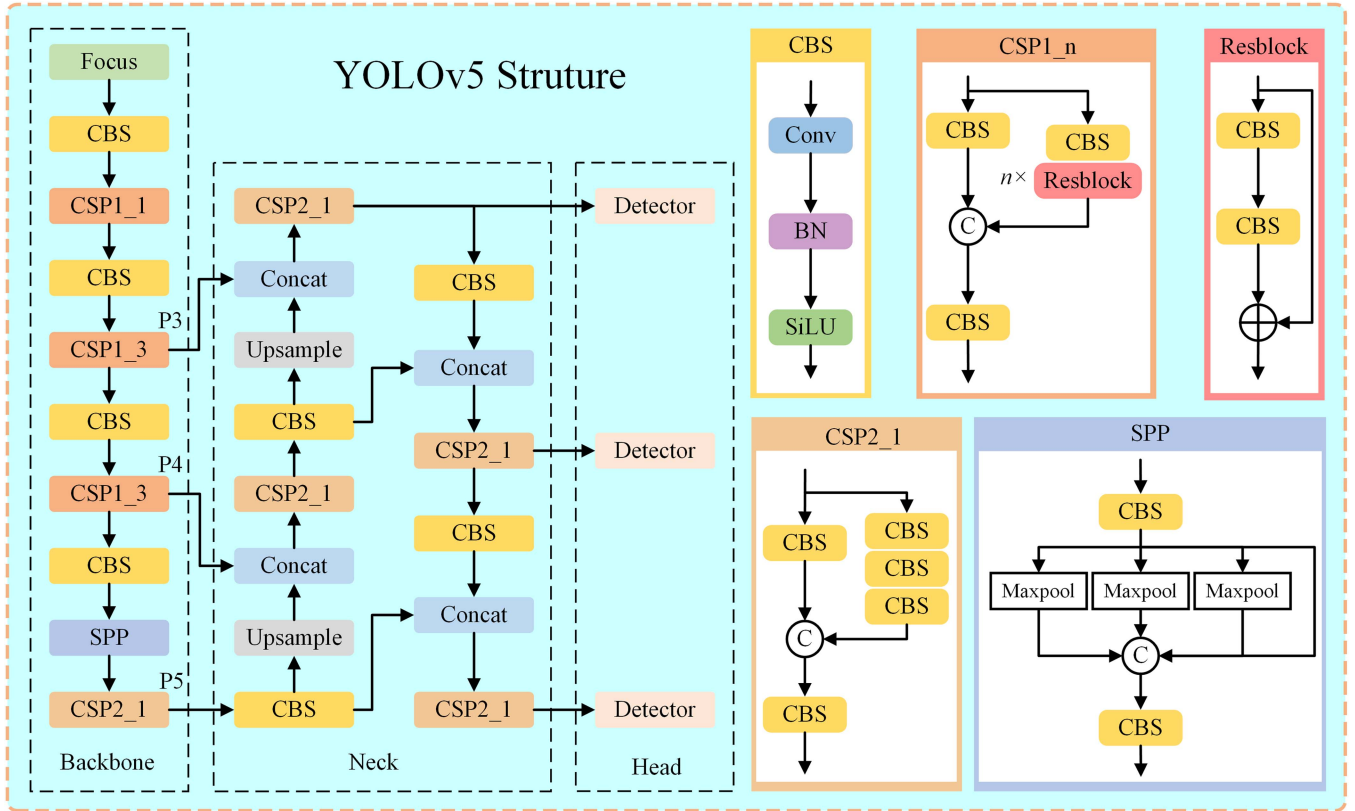 YOLOv5 Struture
Focus
CBS
CSP1_1
CBS
P3
CSP1_3
CBS
P4
CSP1_3
CBS
SPP
P5
CSP2_1
Backbone
CSP2_1
Concat
Upsample
CBS
CSP2_1
Concat
Upsample
CBS
CBS
Concat
CSP2_1
CBS
Concat
CSP2_1
Neck
Detector
Detector
Detector
Head
CBS
Conv
BN
SiLU
CSP1_n
CBS
CBS
n× Resblock
C
CBS
Resblock
CBS
CBS
CSP2_1
CBS
CBS
CBS
CBS
C
CBS
SPP
CBS
Maxpool Maxpool Maxpool
C
CBS